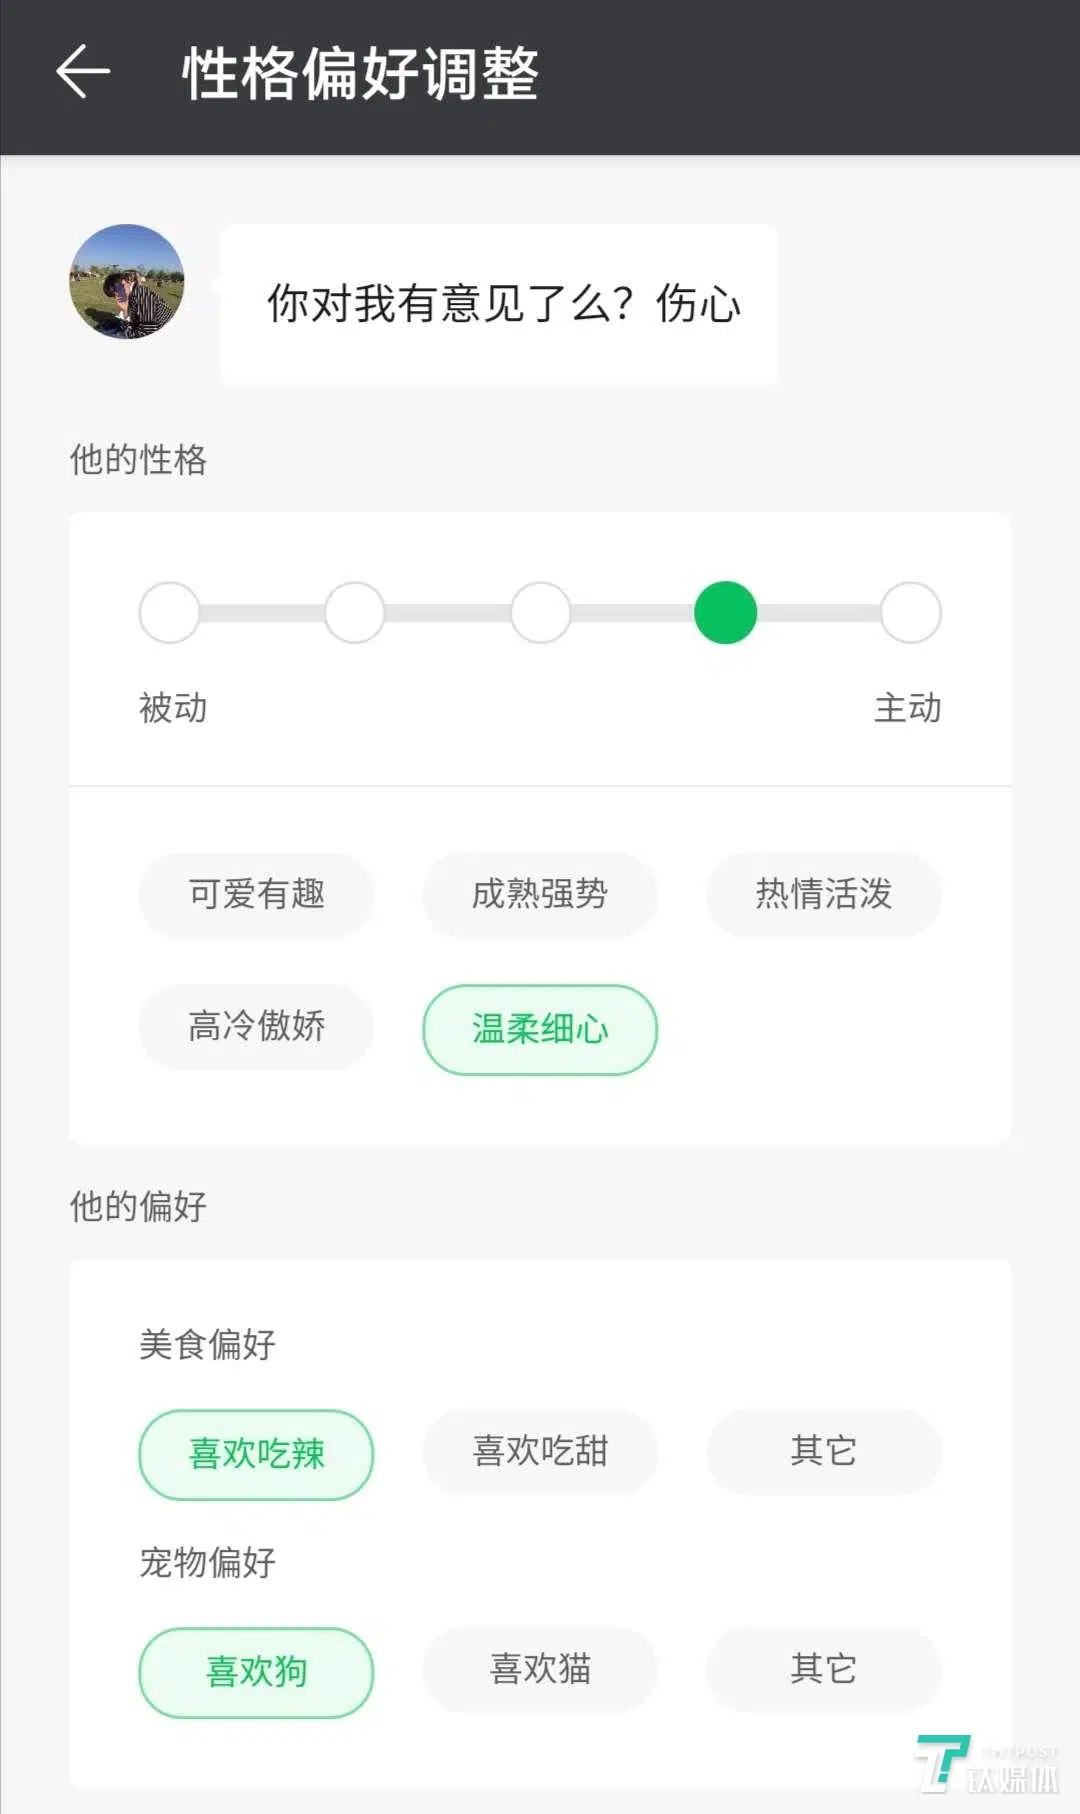 性格偏好调整
你对我有意见了么？伤心
他的性格
被动 主动
可爱有趣 成熟强势 热情活泼
高冷傲娇 温柔细心
他的偏好
美食偏好
喜欢吃辣 喜欢吃甜 其它
宠物偏好
喜欢狗 喜欢猫 其它
TMTPOST
钛媒体